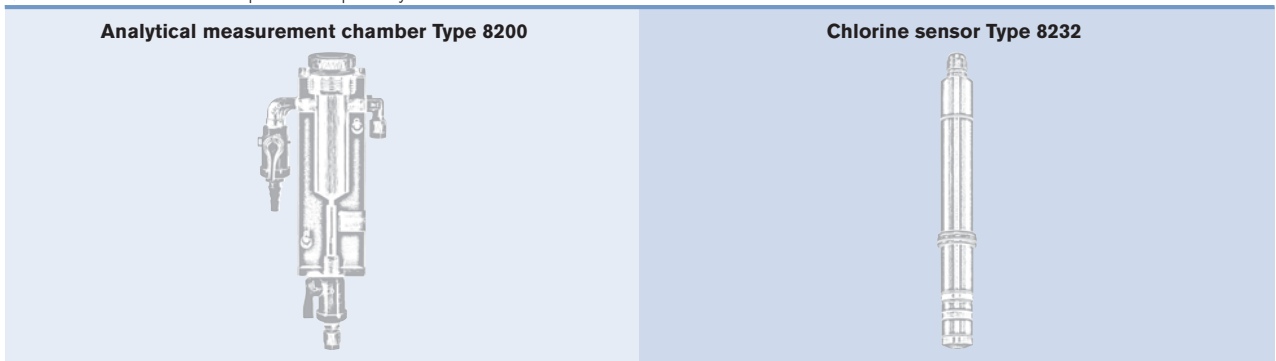 Analytical measurement chamber Type 8200
Chlorine sensor Type 8232